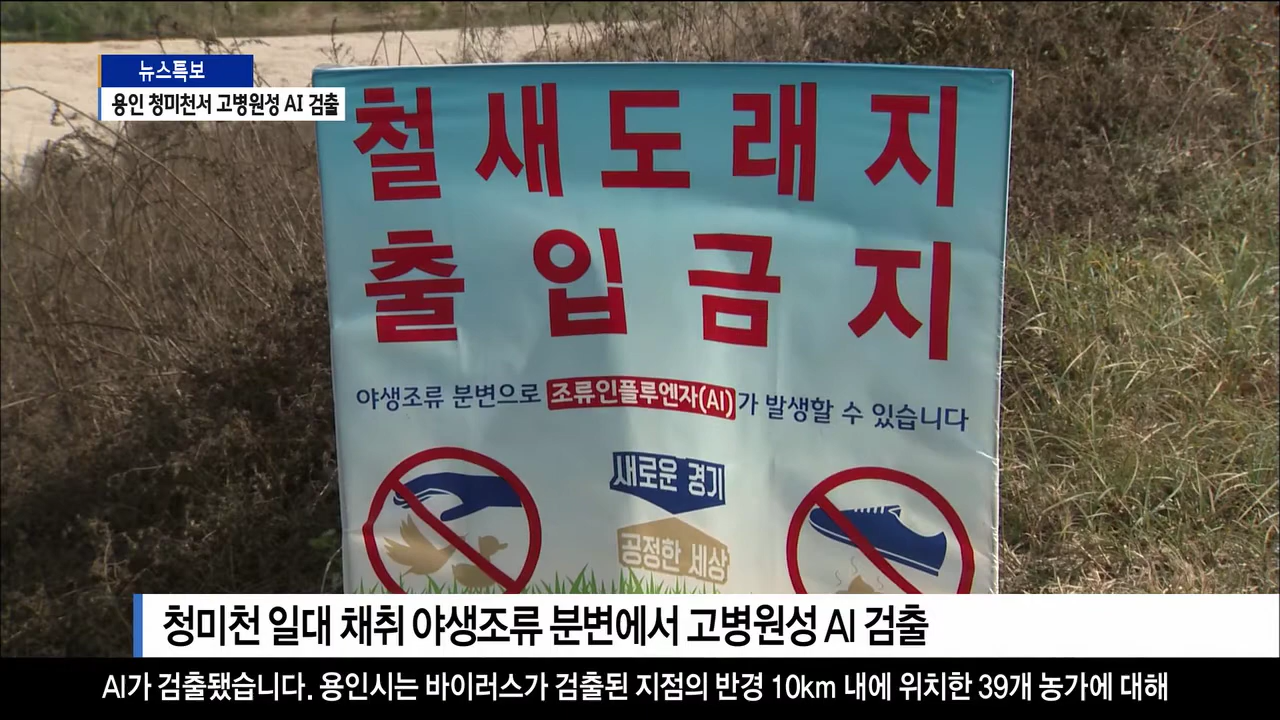 뉴스특보
용인 청미천서 고병원성 AI 검출
철새도래지
출입금지
야생조류 분변으로 조류인플루엔자(AI)가 발생할 수 있습니다
새로운 경기
공정한 세상
청미천 일대 채취 야생조류 분변에서 고병원성 AI 검출
AI가 검출됐습니다. 용인시는 바이러스가 검출된 지점의 반경 10km 내에 위치한 39개 농가에 대해